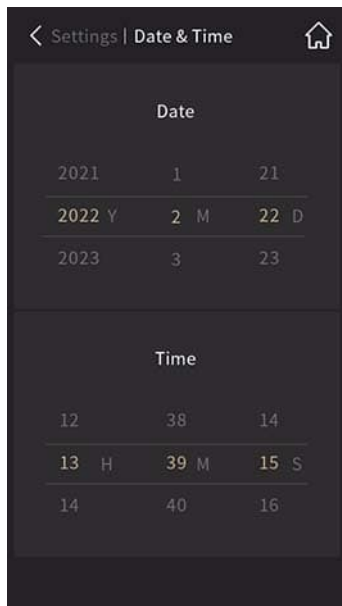 Settings | Date & Time
Date
2021 1 21
2022 Y 2 M 22 D
2023 3 23
Time
12 38 14
13 H 39 M 15 S
14 40 16